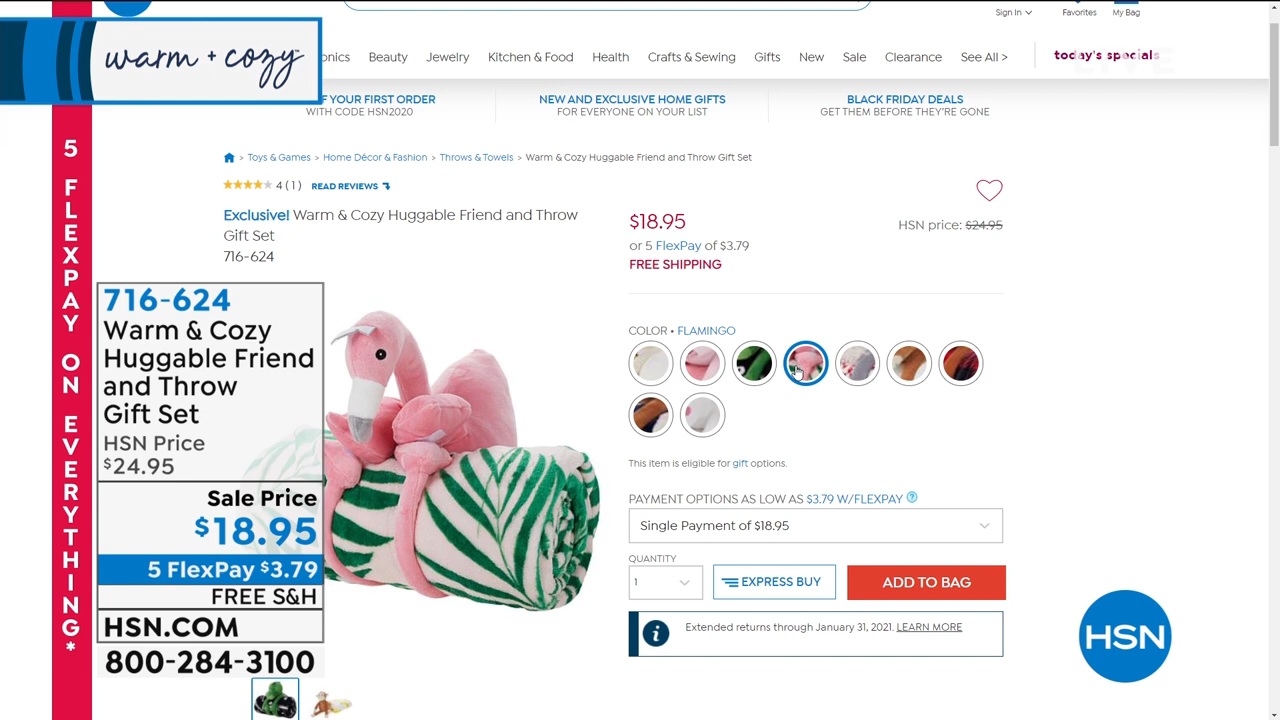 warm + cozy™
Sign In
Favorites
My Bag
onics
Beauty
Jewelry
Kitchen & Food
Health
Crafts & Sewing
Gifts
New
Sale
Clearance
See All >
today's specials
F YOUR FIRST ORDER
WITH CODE HSN2020
NEW AND EXCLUSIVE HOME GIFTS
FOR EVERYONE ON YOUR LIST
BLACK FRIDAY DEALS
GET THEM BEFORE THEY'RE GONE
5 FLEXPAY ON EVERYTHING*
> Toys & Games > Home Décor & Fashion > Throws & Towels > Warm & Cozy Huggable Friend and Throw Gift Set
4 ( 1 ) READ REVIEWS
Exclusive! Warm & Cozy Huggable Friend and Throw
Gift Set
716-624
716-624
Warm & Cozy
Huggable Friend
and Throw
Gift Set
HSN Price
$24.95
Sale Price
$18.95
5 FlexPay $3.79
FREE S&H
HSN.COM
800-284-3100
$18.95
HSN price: $24.95
or 5 FlexPay of $3.79
FREE SHIPPING
COLOR • FLAMINGO
This item is eligible for gift options.
PAYMENT OPTIONS AS LOW AS $3.79 W/FLEXPAY ?
Single Payment of $18.95
QUANTITY
1
EXPRESS BUY
ADD TO BAG
i Extended returns through January 31, 2021. LEARN MORE
HSN